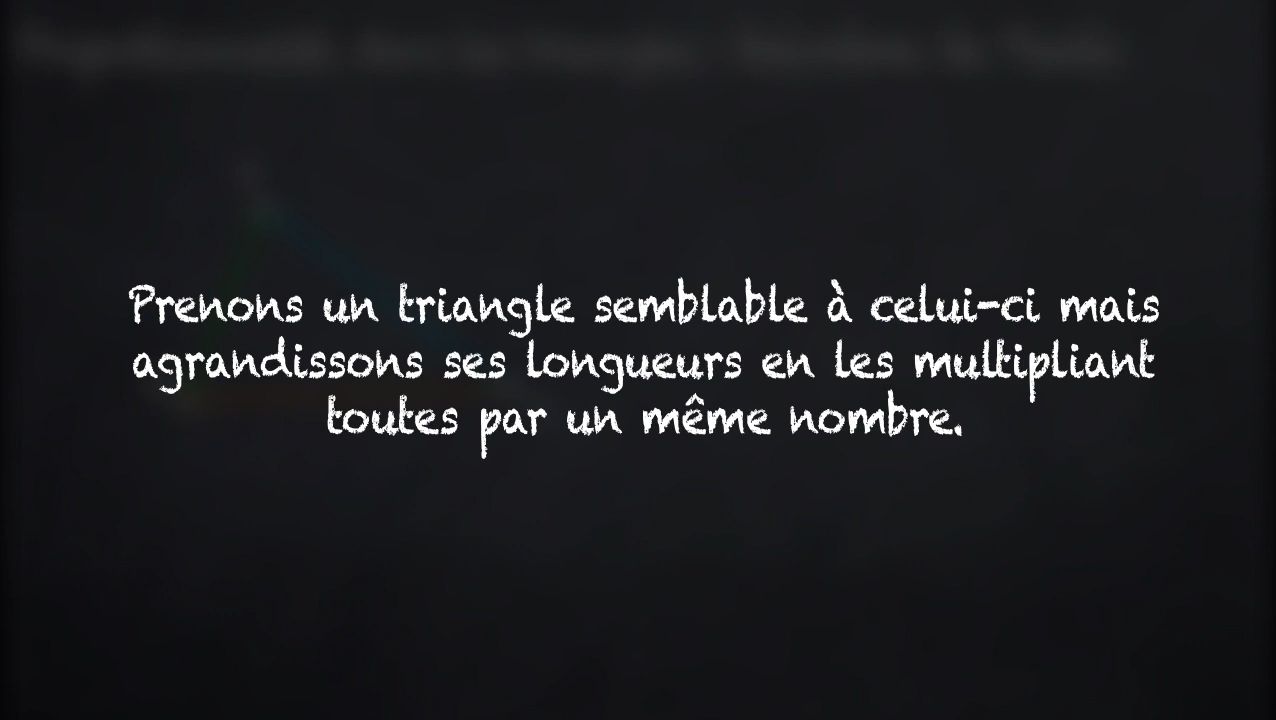 Prenons un triangle semblable à celui-ci mais
agrandissons ses longueurs en les multipliant
toutes par un même nombre.